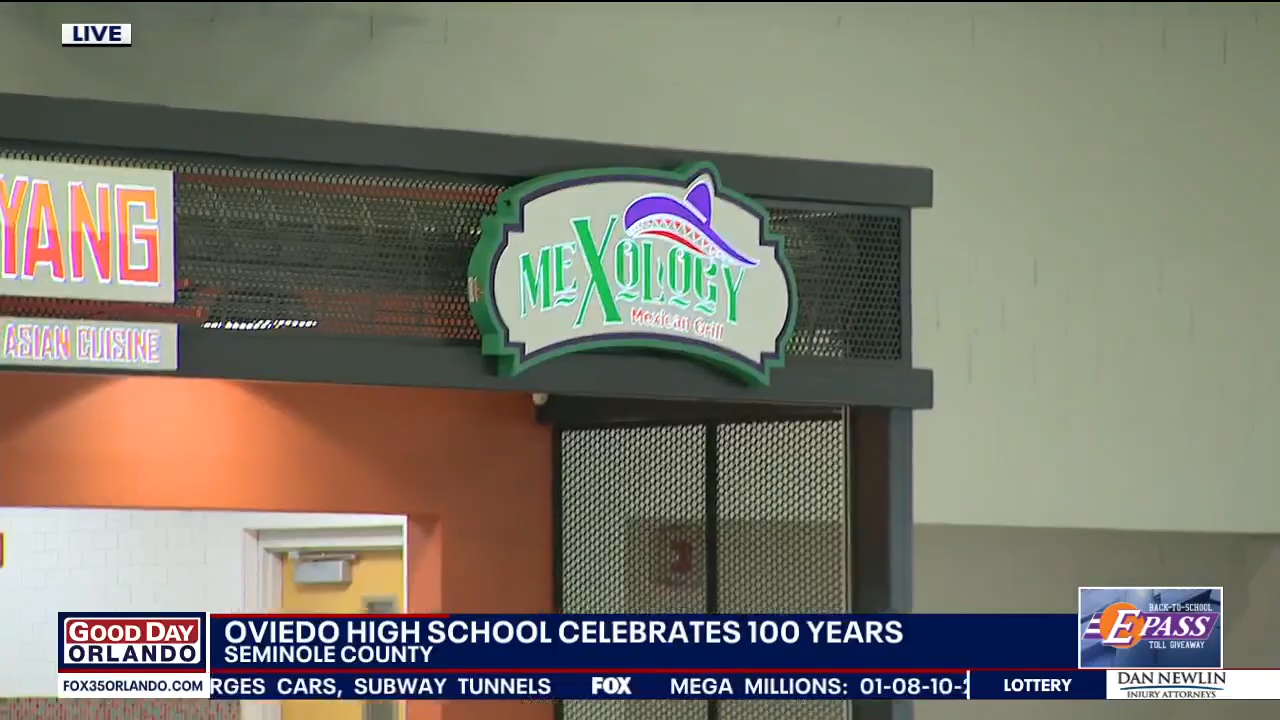 LIVE
YANG
ASIAN CUISINE
MEXOLOGY
Mexican Grill
GOOD DAY
ORLANDO
OVIEDO HIGH SCHOOL CELEBRATES 100 YEARS
SEMINOLE COUNTY
BACK-TO-SCHOOL
EPASS
TOLL GIVEAWAY
FOX35ORLANDO.COM
RGES CARS, SUBWAY TUNNELS FOX MEGA MILLIONS: 01-08-10-
LOTTERY
DAN NEWLIN
INJURY ATTORNEYS